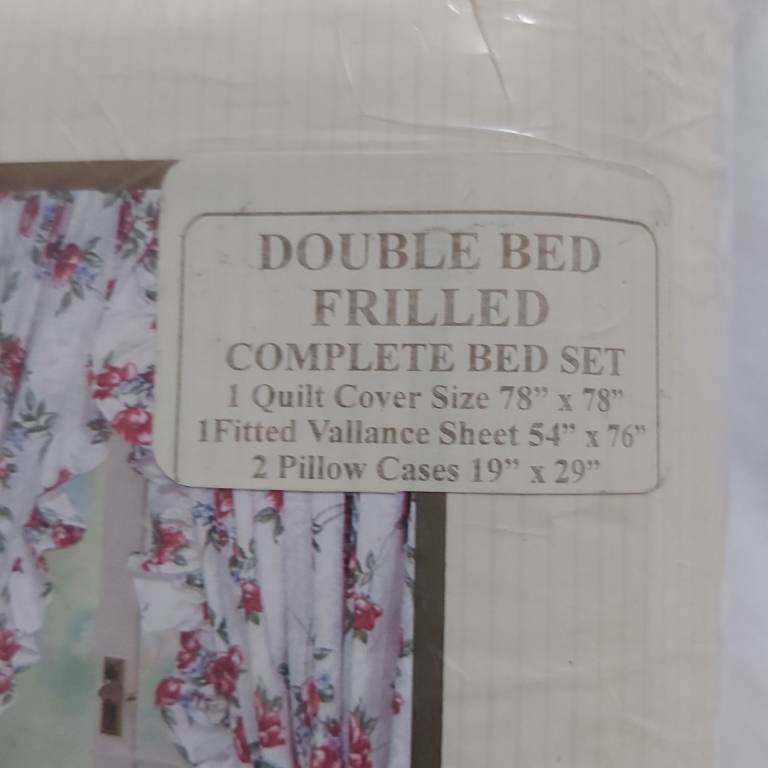 DOUBLE BED
FRILLED
COMPLETE BED SET
1 Quilt Cover Size 78” x 78”
1Fitted Vallance Sheet 54” x 76”
2 Pillow Cases 19” x 29”